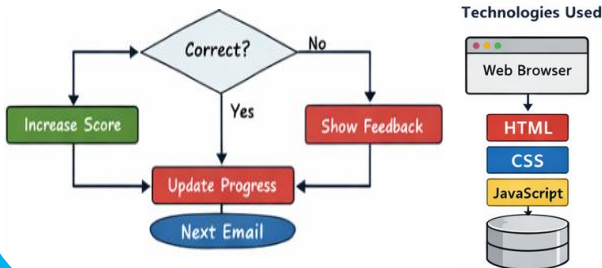 Technologies Used
Correct?
No
Yes
Increase Score
Show Feedback
Update Progress
Next Email
Web Browser
HTML
CSS
JavaScript